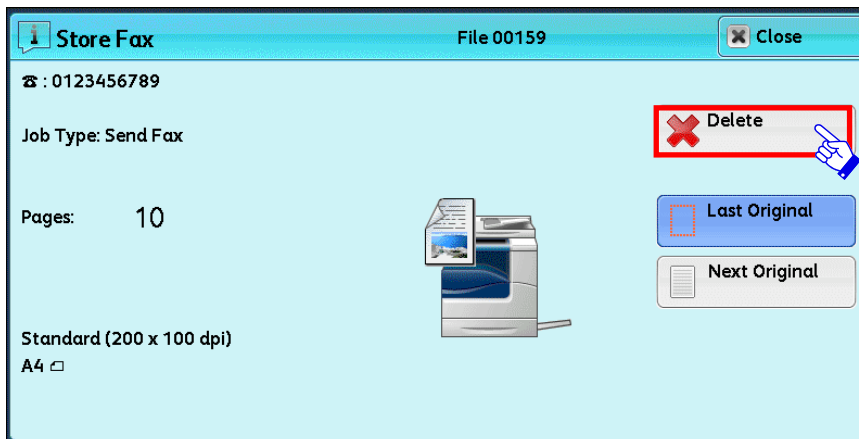 Store Fax
File 00159
Close
☎ : 0123456789
Delete
Job Type: Send Fax
Pages: 10
Last Original
Next Original
Standard (200 x 100 dpi)
A4